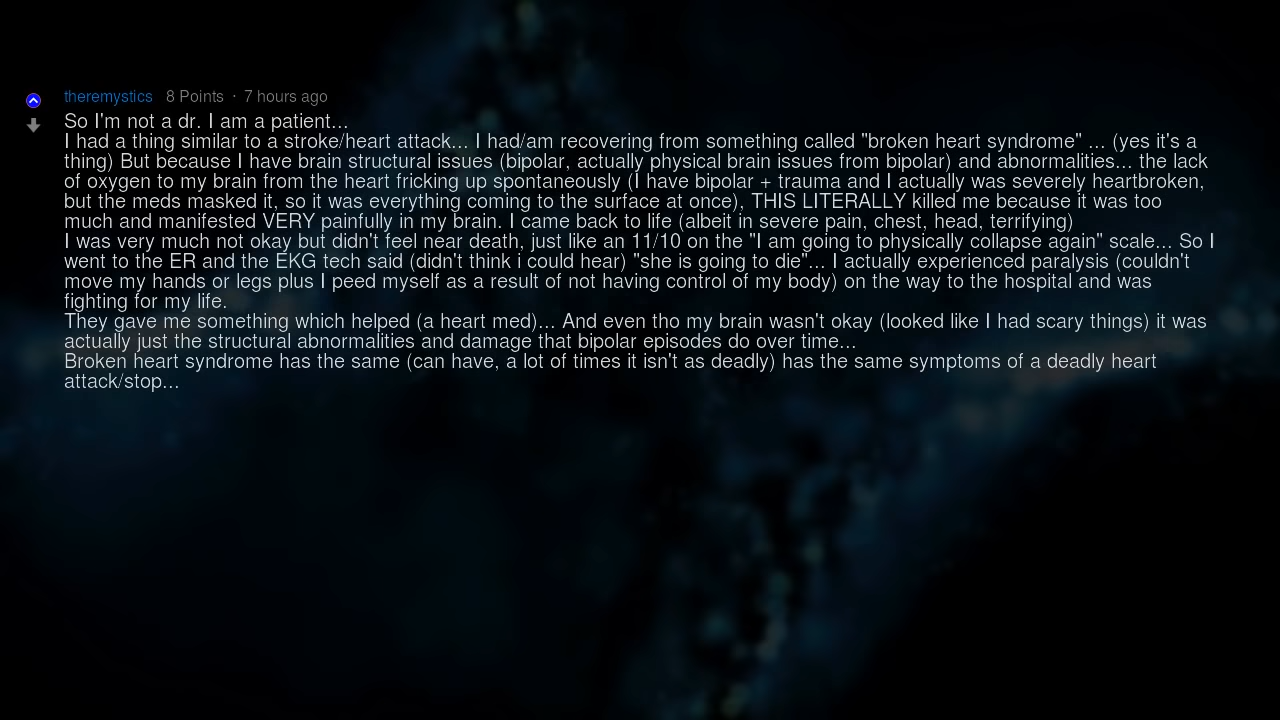 theremystics 8 Points · 7 hours ago
So I'm not a dr. I am a patient...
I had a thing similar to a stroke/heart attack... I had/am recovering from something called "broken heart syndrome" ... (yes it's a
thing) But because I have brain structural issues (bipolar, actually physical brain issues from bipolar) and abnormalities... the lack
of oxygen to my brain from the heart fricking up spontaneously (I have bipolar + trauma and I actually was severely heartbroken,
but the meds masked it, so it was everything coming to the surface at once), THIS LITERALLY killed me because it was too
much and manifested VERY painfully in my brain. I came back to life (albeit in severe pain, chest, head, terrifying)
I was very much not okay but didn't feel near death, just like an 11/10 on the "I am going to physically collapse again" scale... So I
went to the ER and the EKG tech said (didn't think i could hear) "she is going to die"... I actually experienced paralysis (couldn't
move my hands or legs plus I peed myself as a result of not having control of my body) on the way to the hospital and was
fighting for my life.
They gave me something which helped (a heart med)... And even tho my brain wasn't okay (looked like I had scary things) it was
actually just the structural abnormalities and damage that bipolar episodes do over time...
Broken heart syndrome has the same (can have, a lot of times it isn't as deadly) has the same symptoms of a deadly heart
attack/stop...